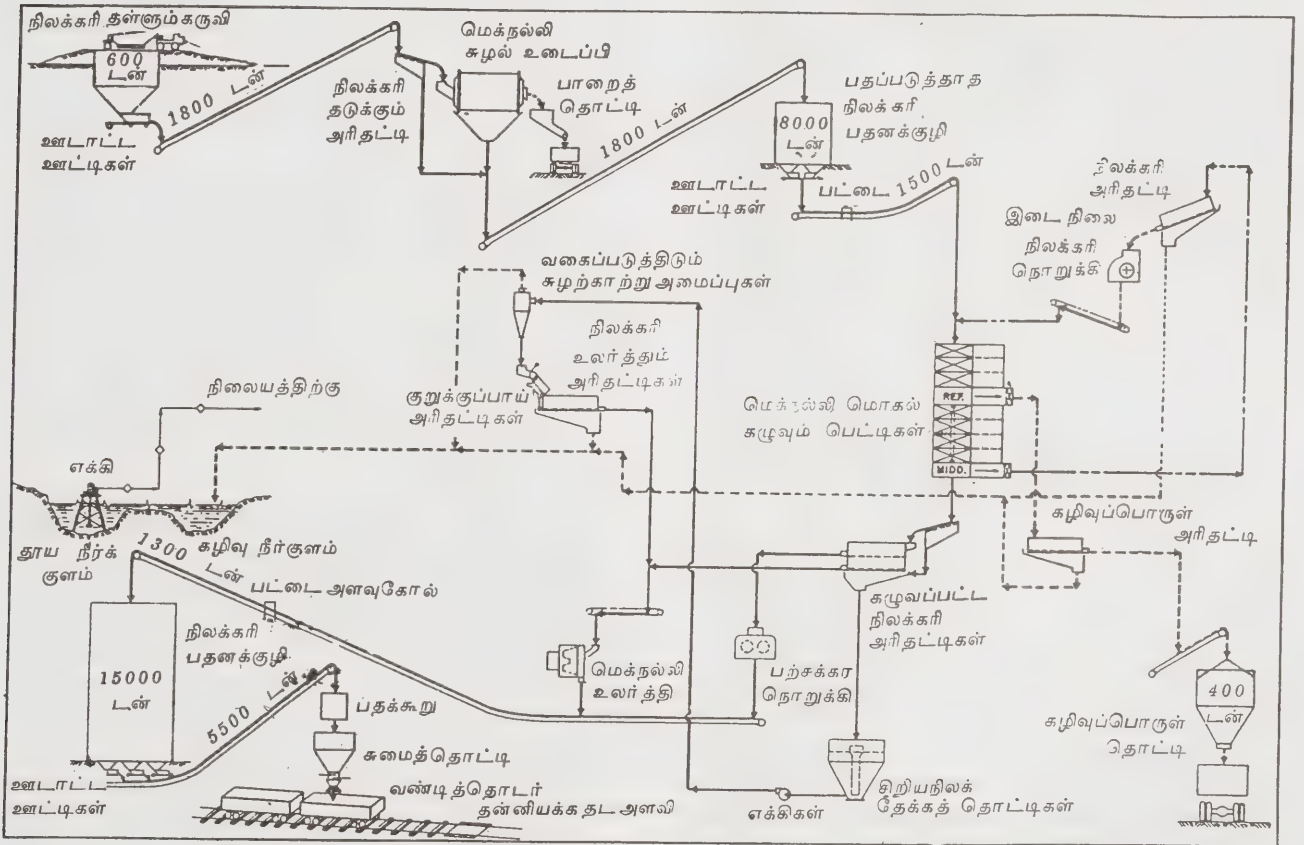 நிலக்கரி தள்ளும்கருவி
600
டன்
1800 டன்
ஊடாட்ட
ஊட்டிகள்
நிலக்கரி
தடுக்கும்
அரிதட்டி
மெக்நல்லி
சுழல் உடைப்பி
பாறைத்
தொட்டி
1800 டன்
பதப்படுத்தாத
நிலக்கரி
பதனக்குழி
8000
டன்
ஊடாட்ட
ஊட்டிகள்
பட்டை 1500 டன்
நிலக்கரி
அரிதட்டி
இடை நிலை
நிலக்கரி
நொறுக்கி
வகைப்படுத்திடும்
சுழற்காற்று அமைப்புகள்
நிலக்கரி
உலர்த்தும்
அரிதட்டிகள்
குறுக்குப்பாய்
அரிதட்டிகள்
நிலையத்திற்கு
எக்கி
மெக்நல்லி மொகல்
கழுவும் பெட்டிகள்
REF.
MIDD.
கழிவுப்பொருள்
அரிதட்டி
தூய நீர்க்
குளம்
கழிவு நீர்குளம்
1300
டன்
பட்டை அளவுகோல்
நிலக்கரி
பதனக்குழி
15000
டன்
5500 டன்
கழுவப்பட்ட
நிலக்கரி
அரிதட்டிகள்
மெக்நல்லி
உலர்த்தி
பற்சக்கர
நொறுக்கி
400
டன்
கழிவுப்பொருள்
தொட்டி
பதக்கூறு
சுமைத்தொட்டி
ஊடாட்ட
ஊட்டிகள்
வண்டித்தொடர்
தன்னியக்க தட அளவி
எக்கிகள்
சிறியநிலக்
தேக்கத் தொட்டிகள்